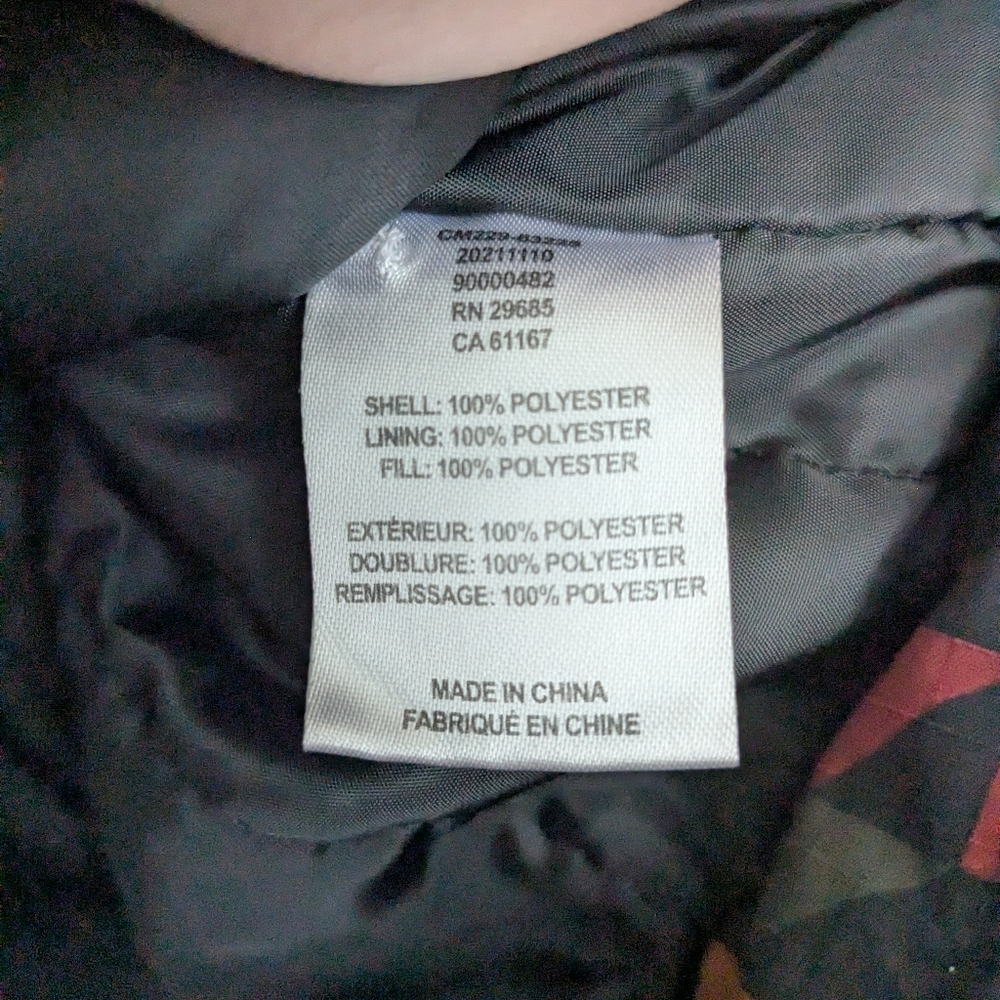 20211110
90000482
RN 29685
CA 61167
SHELL: 100% POLYESTER
LINING: 100% POLYESTER
FILL: 100% POLYESTER
EXTÉRIEUR: 100% POLYESTER
DOUBLURE: 100% POLYESTER
REMPLISSAGE: 100% POLYESTER
MADE IN CHINA
FABRIQUÉ EN CHINE